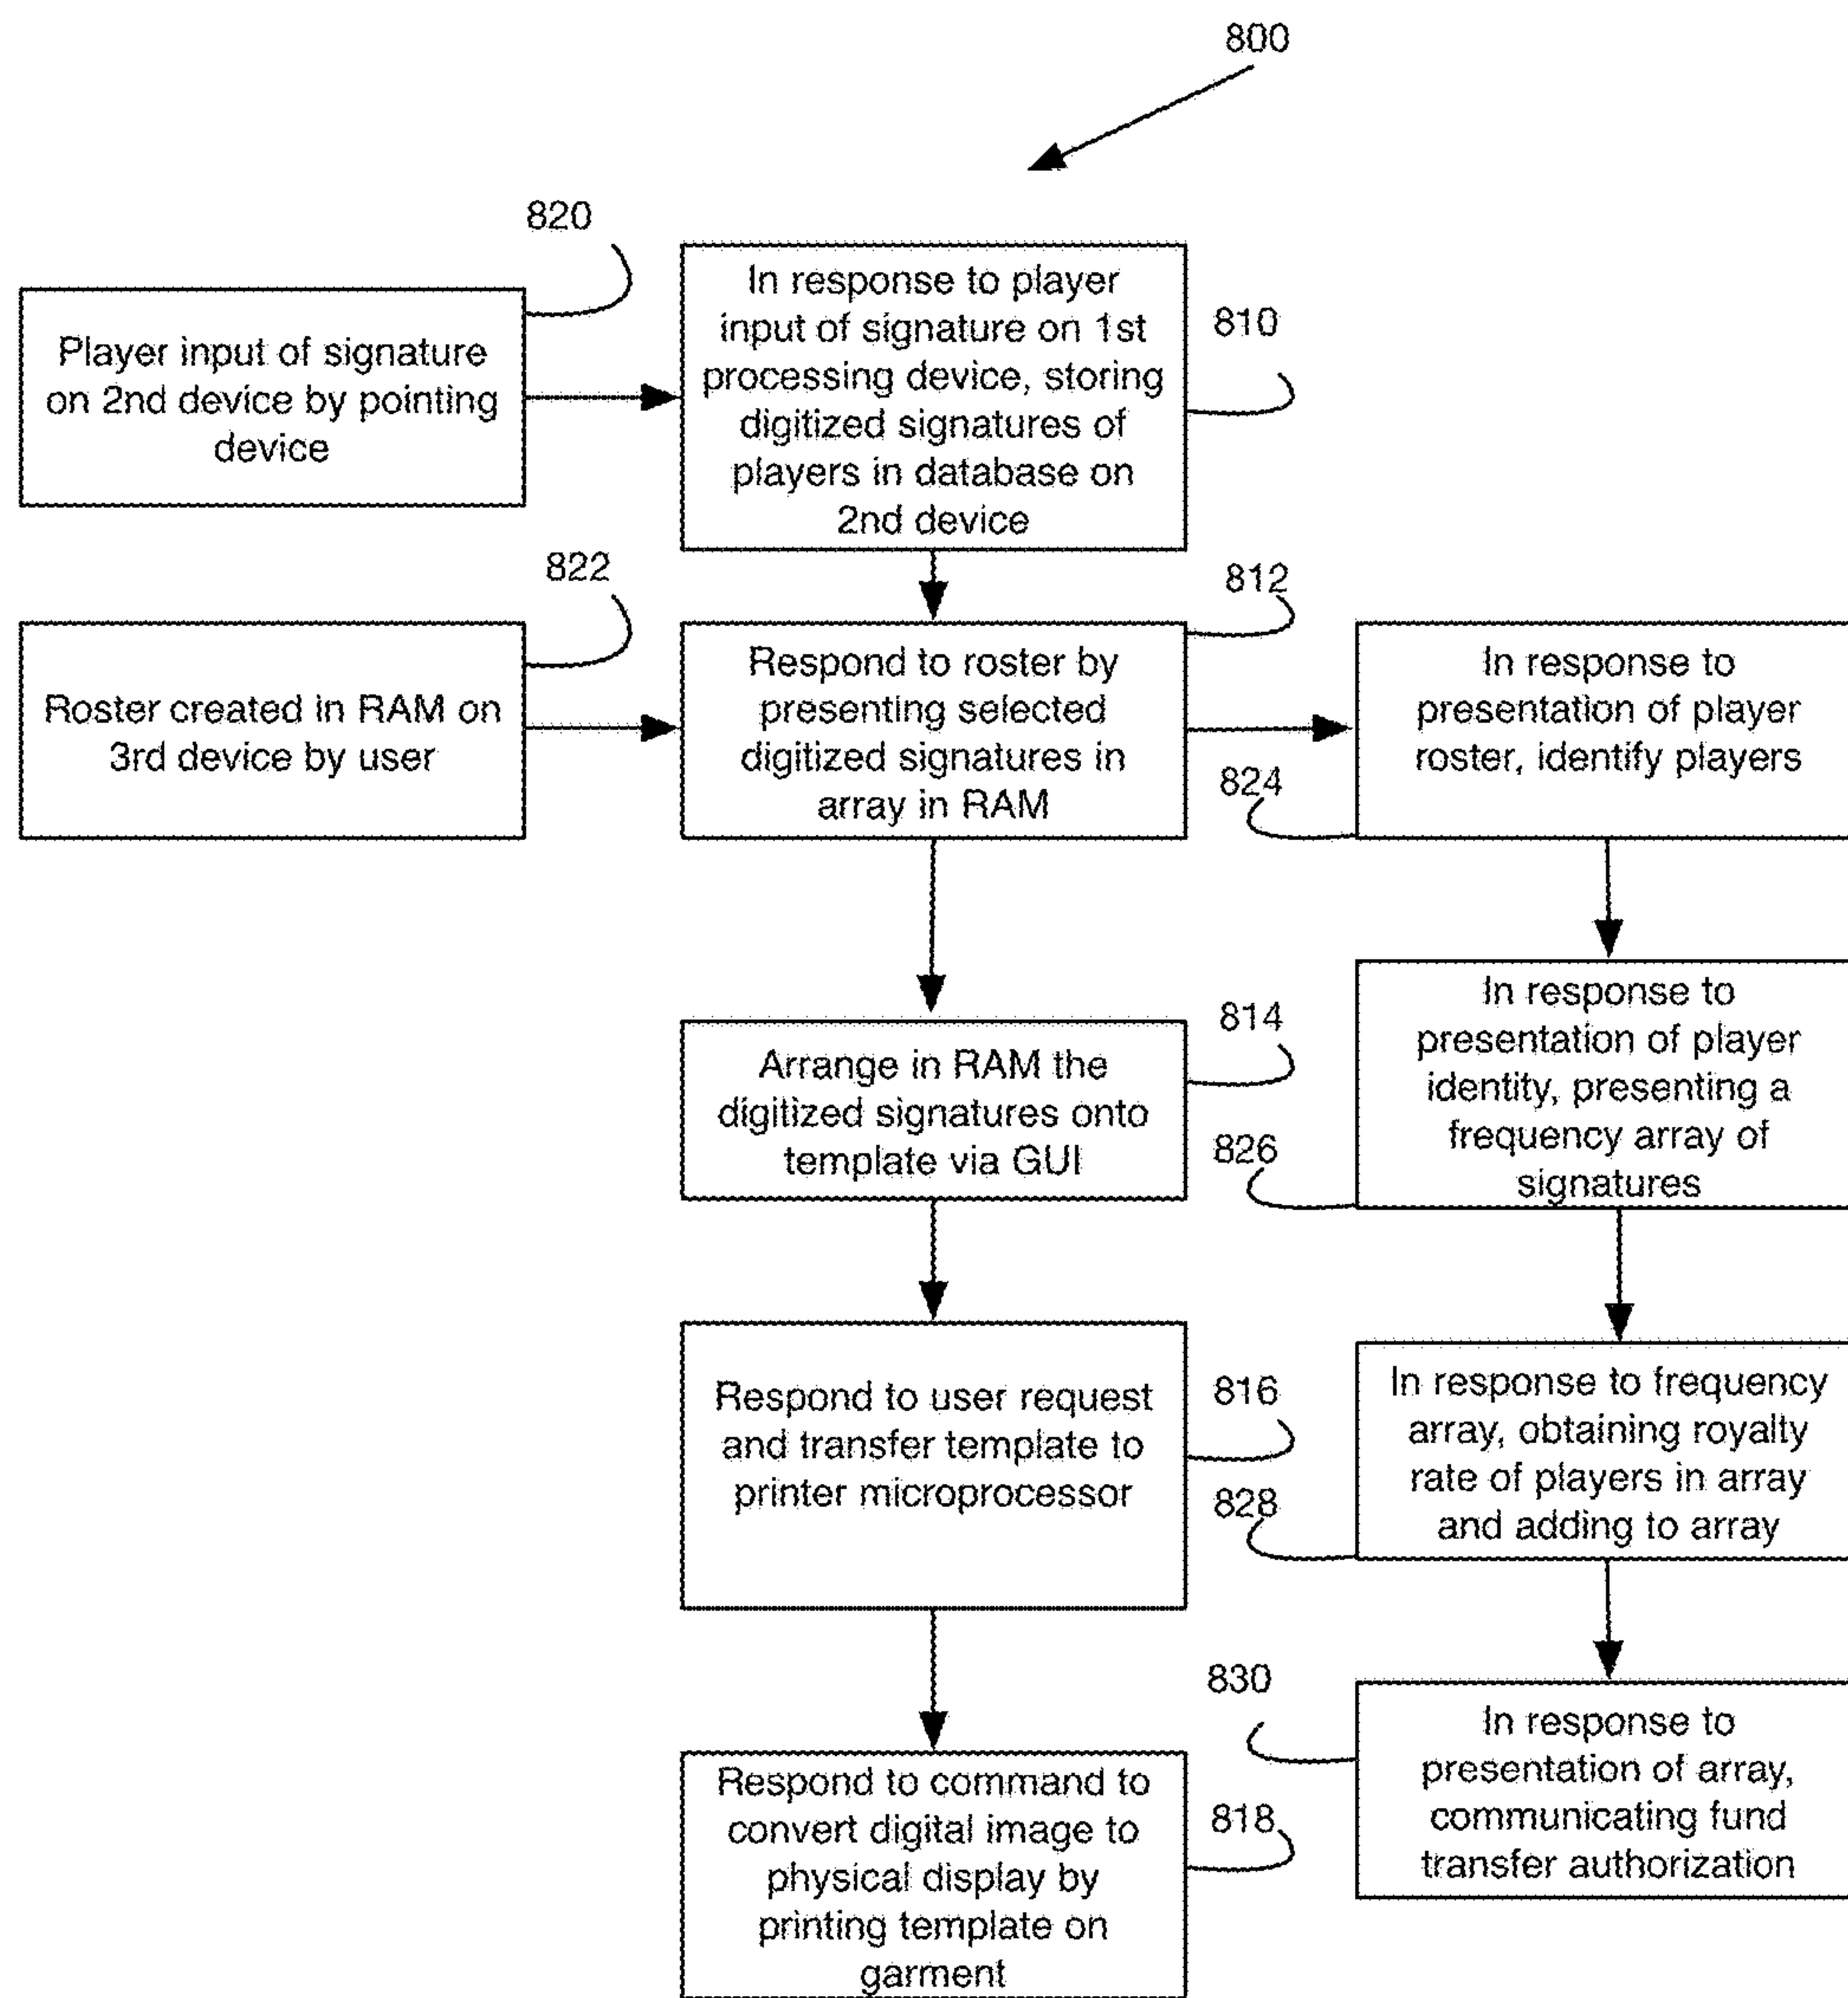 800
820
Player input of signature
on 2nd device by pointing
device
In response to player
input of signature on 1st
processing device, storing
digitized signatures of
players in database on
2nd device
810
822
Roster created in RAM on
3rd device by user
812
Respond to roster by
presenting selected
digitized signatures in
array in RAM
In response to
presentation of player
roster, identify players
824
814
Arrange in RAM the
digitized signatures onto
template via GUI
In response to
presentation of player
identity, presenting a
frequency array of
signatures
826
816
Respond to user request
and transfer template to
printer microprocessor
In response to frequency
array, obtaining royalty
rate of players in array
and adding to array
828
830
Respond to command to
convert digital image to
physical display by
printing template on
garment
818
In response to
presentation of array,
communicating fund
transfer authorization